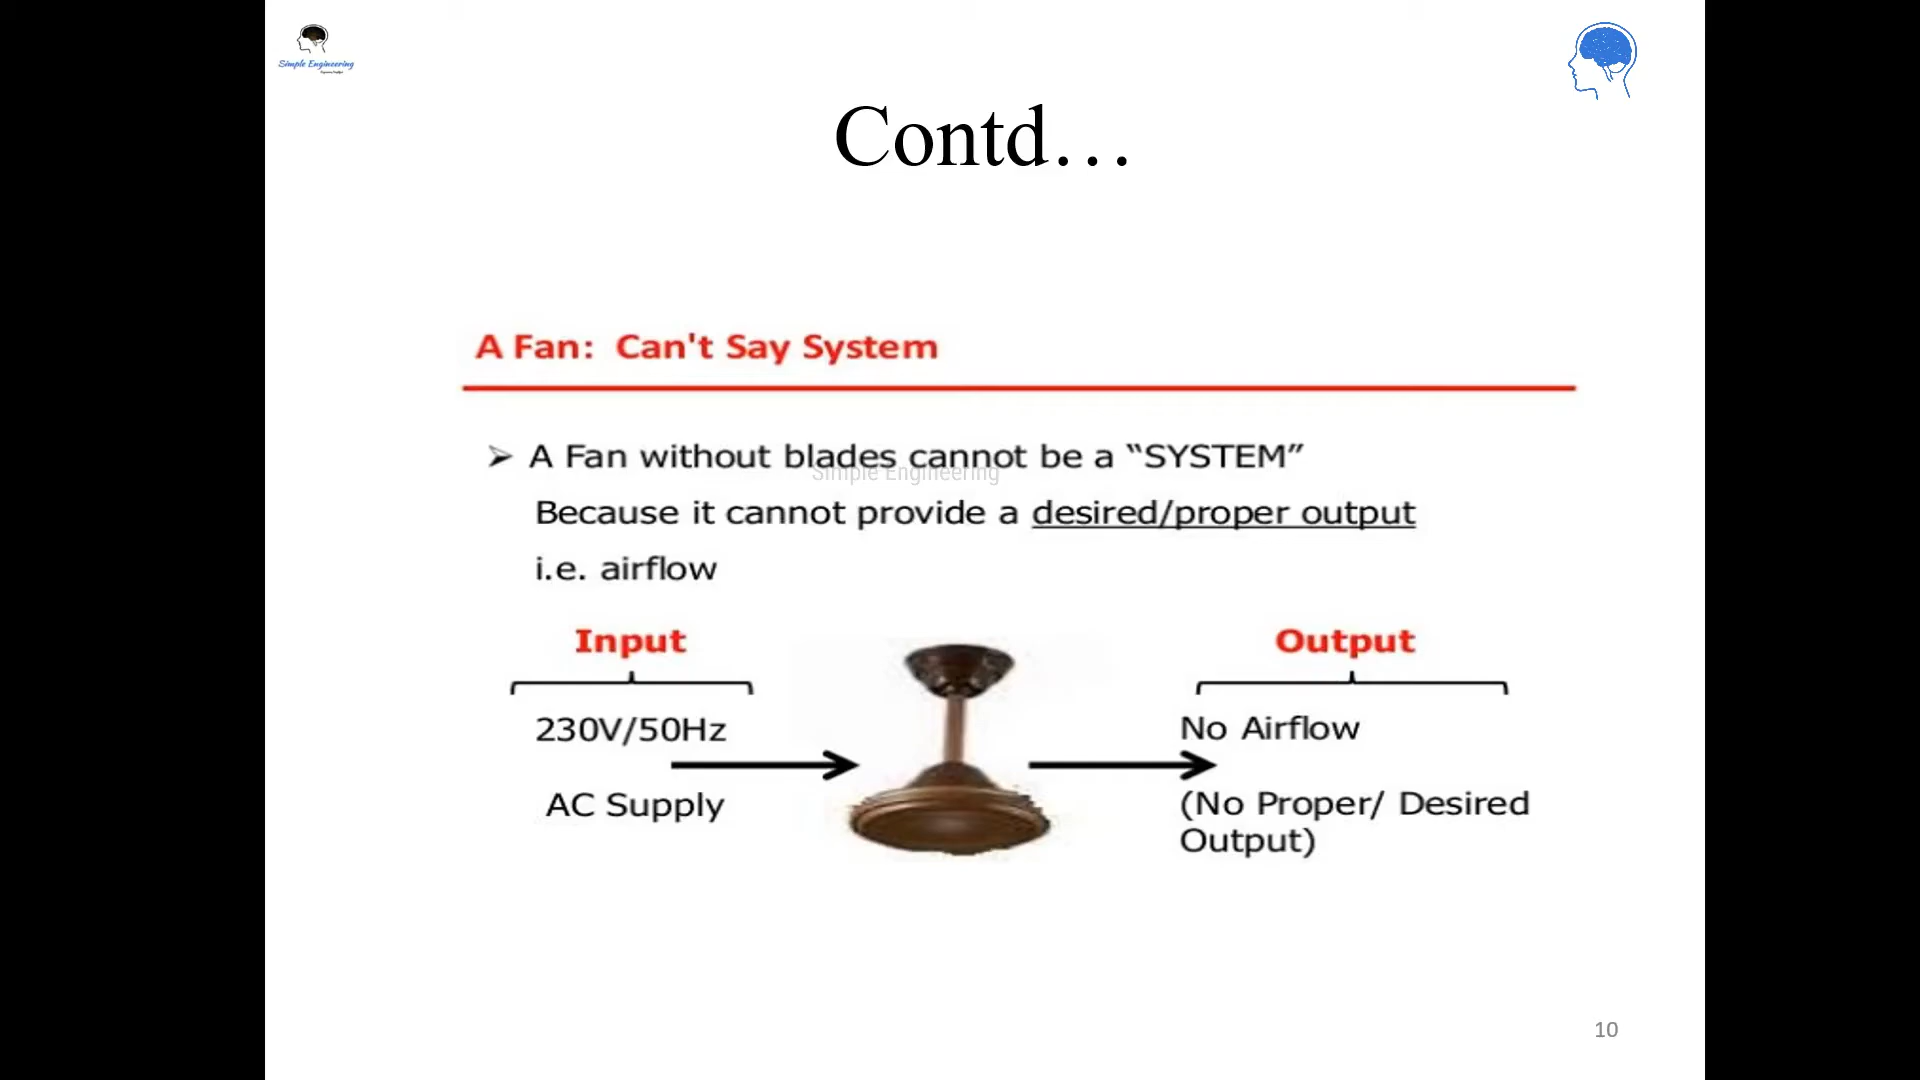 Simple Engineering
Contd...
A Fan: Can't Say System
➢ A Fan without blades cannot be a “SYSTEM”
Simple Engineering
Because it cannot provide a desired/proper output
i.e. airflow
Input
Output
230V/50Hz
No Airflow
AC Supply
(No Proper/ Desired
Output)
10